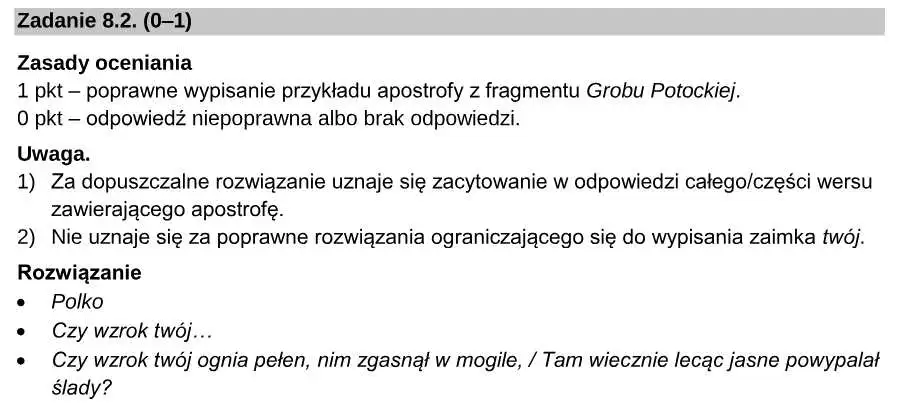 Zadanie 8.2. (0–1)
Zasady oceniania
1 pkt – poprawne wypisanie przykładu apostrofy z fragmentu Grobu Potockiej.
0 pkt – odpowiedź niepoprawna albo brak odpowiedzi.
Uwaga.
1) Za dopuszczalne rozwiązanie uznaje się zacytowanie w odpowiedzi całego/części wersu
zawierającego apostrofę.
2) Nie uznaje się za poprawne rozwiązania ograniczającego się do wypisania zaimka twój.
Rozwiązanie
• Polko
• Czy wzrok twój…
• Czy wzrok twój ognia pełen, nim zgasnął w mogile, / Tam wiecznie lecąc jasne powypalał
ślady?